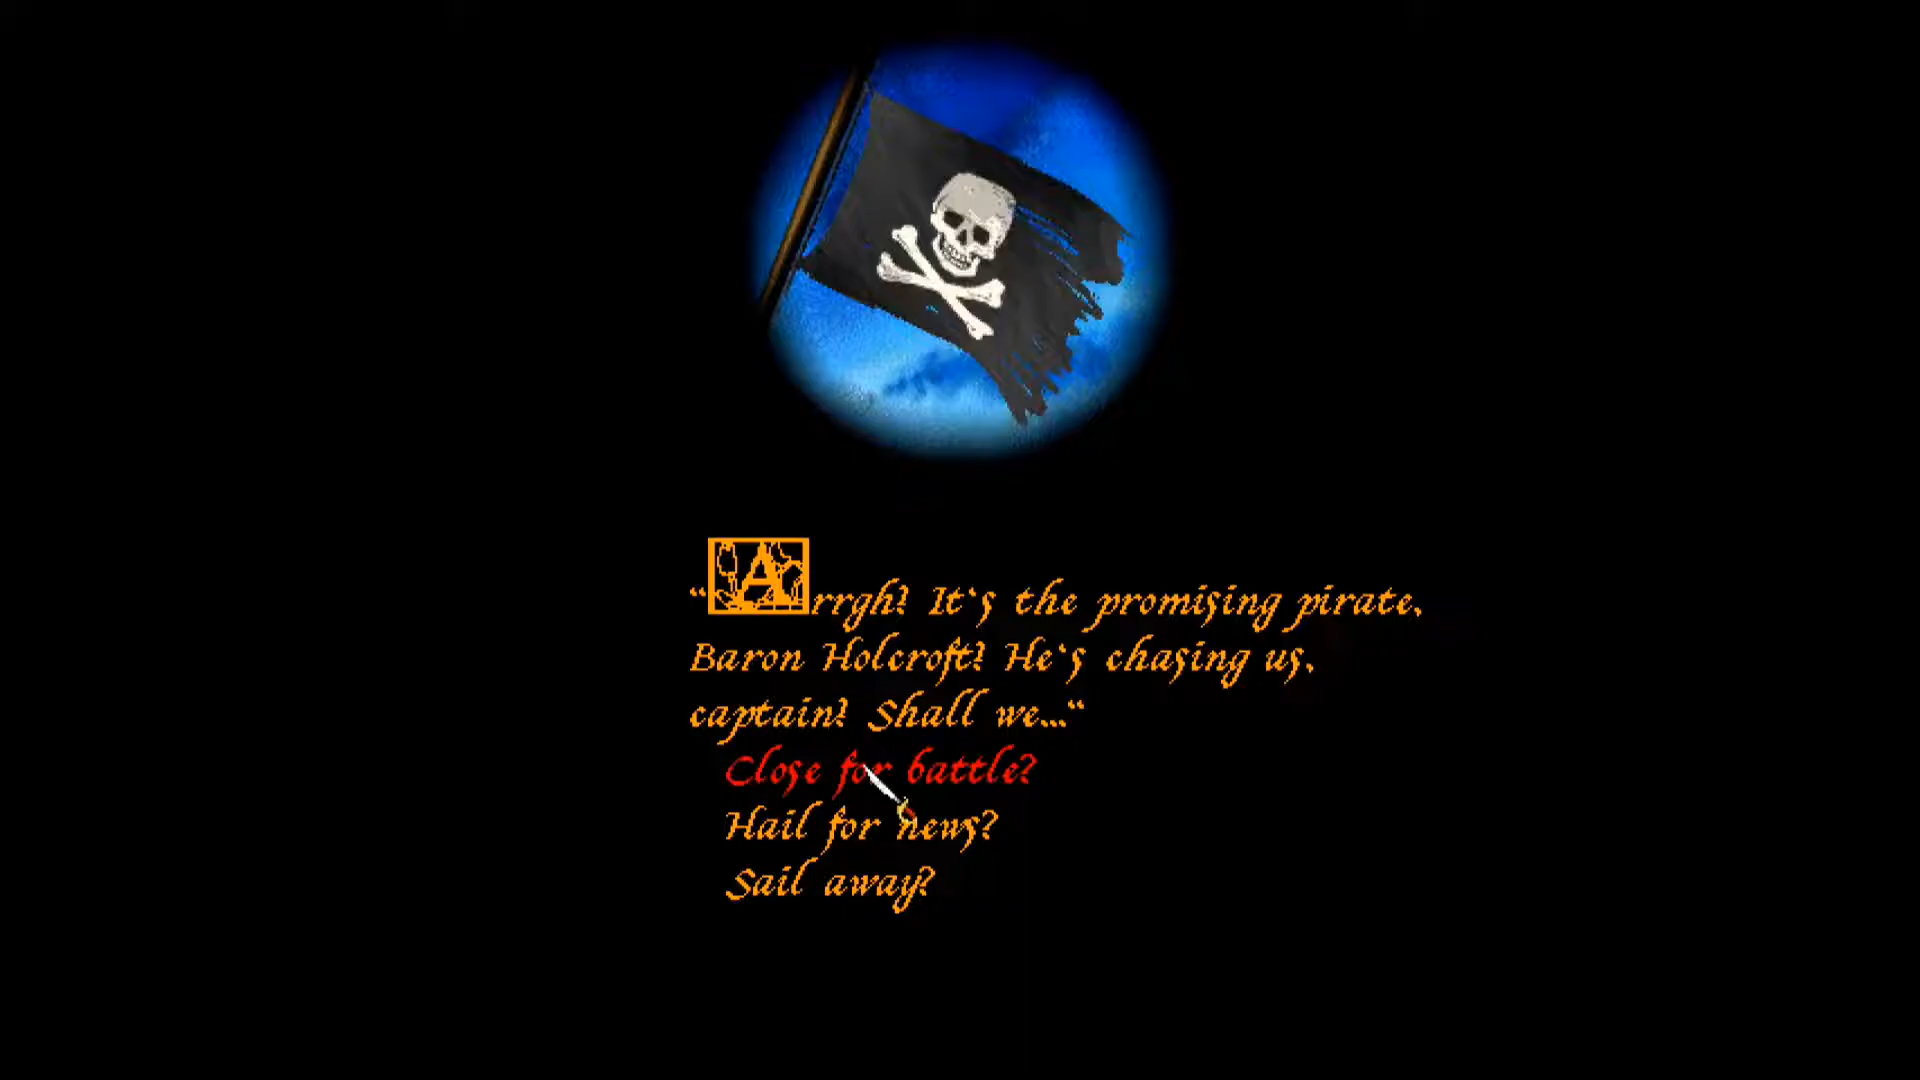 “Arrgh! It's the promising pirate,
Baron Holcroft! He's chasing us,
captain! Shall we...“
Close for battle?
Hail for news?
Sail away?